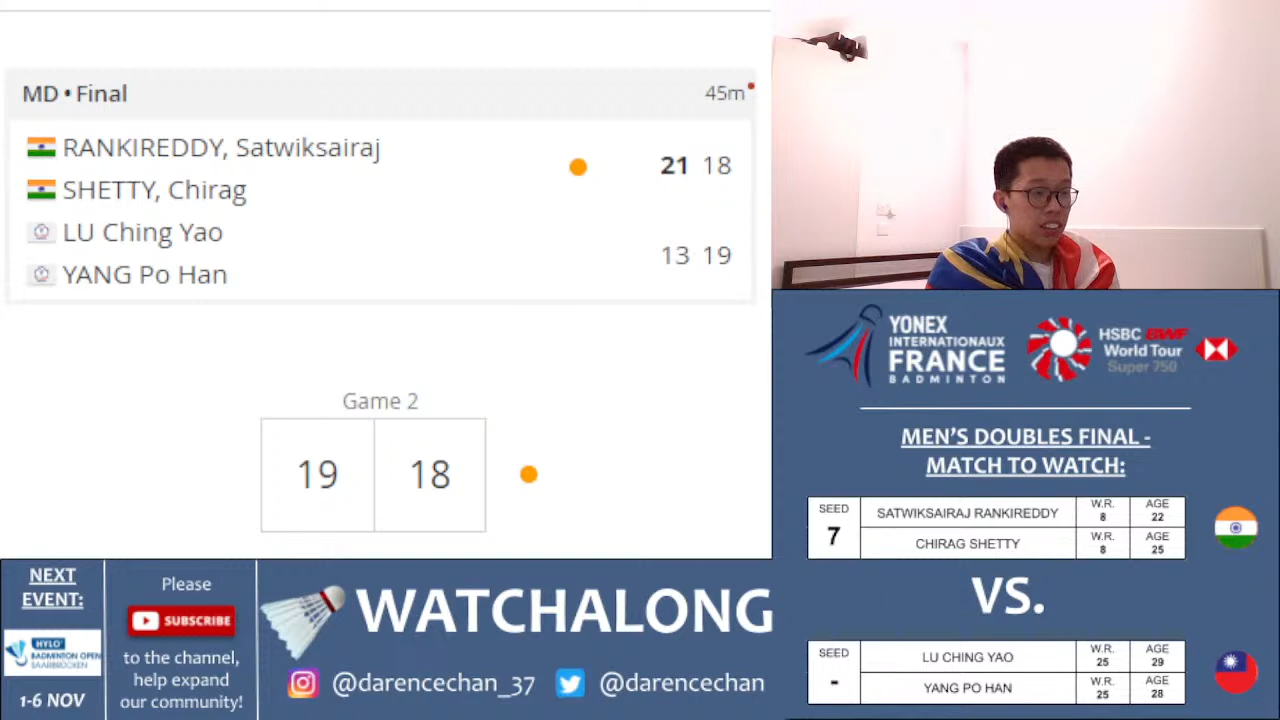 MD • Final
45m
RANKIREDDY, Satwiksairaj
SHETTY, Chirag
21 18
LU Ching Yao
YANG Po Han
13 19
Game 2
19 18
YONEX
INTERNATIONAUX
FRANCE
BADMINTON
HSBC BWF
World Tour
Super 750
MEN'S DOUBLES FINAL -
MATCH TO WATCH:
SEED
7
SATWIKSAIRAJ RANKIREDDY
W.R.
8
AGE
22
CHIRAG SHETTY
W.R.
8
AGE
25
VS.
SEED
-
LU CHING YAO
W.R.
25
AGE
29
YANG PO HAN
W.R.
25
AGE
28
NEXT
EVENT:
HYLO
BADMINTON OPEN
SAARBRÜCKEN
1-6 NOV
Please
SUBSCRIBE
to the channel,
help expand
our community!
WATCHALONG
@darencechan_37
@darencechan